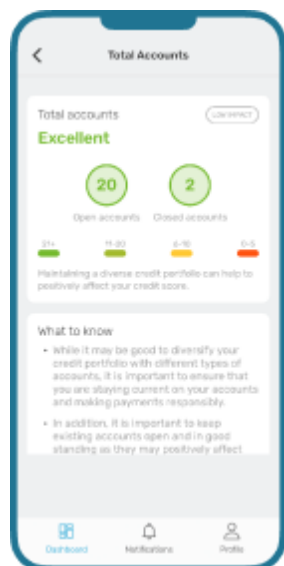 Total Accounts
Total accounts
LOW IMPACT
Excellent
20
2
Open accounts
Closed accounts
21+
11-20
6-10
0-5
Maintaining a diverse credit portfolio can help to
positively affect your credit score.
What to know
• While it may be good to diversify your
credit portfolio with different types of
accounts, it is important to ensure that
you are staying current on your accounts
and making payments responsibly.
• In addition, it is important to keep
existing accounts open and in good
standing as they may positively affect
Dashboard
Notifications
Profile